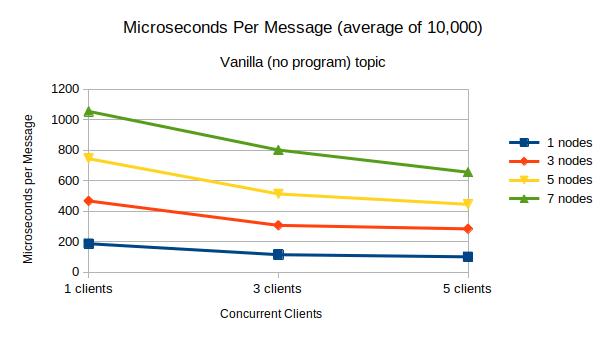 Microseconds Per Message (average of 10,000)
Vanilla (no program) topic
Microseconds per Message
1200
1000
800
600
400
200
0
1 clients
3 clients
5 clients
Concurrent Clients
1 nodes
3 nodes
5 nodes
7 nodes